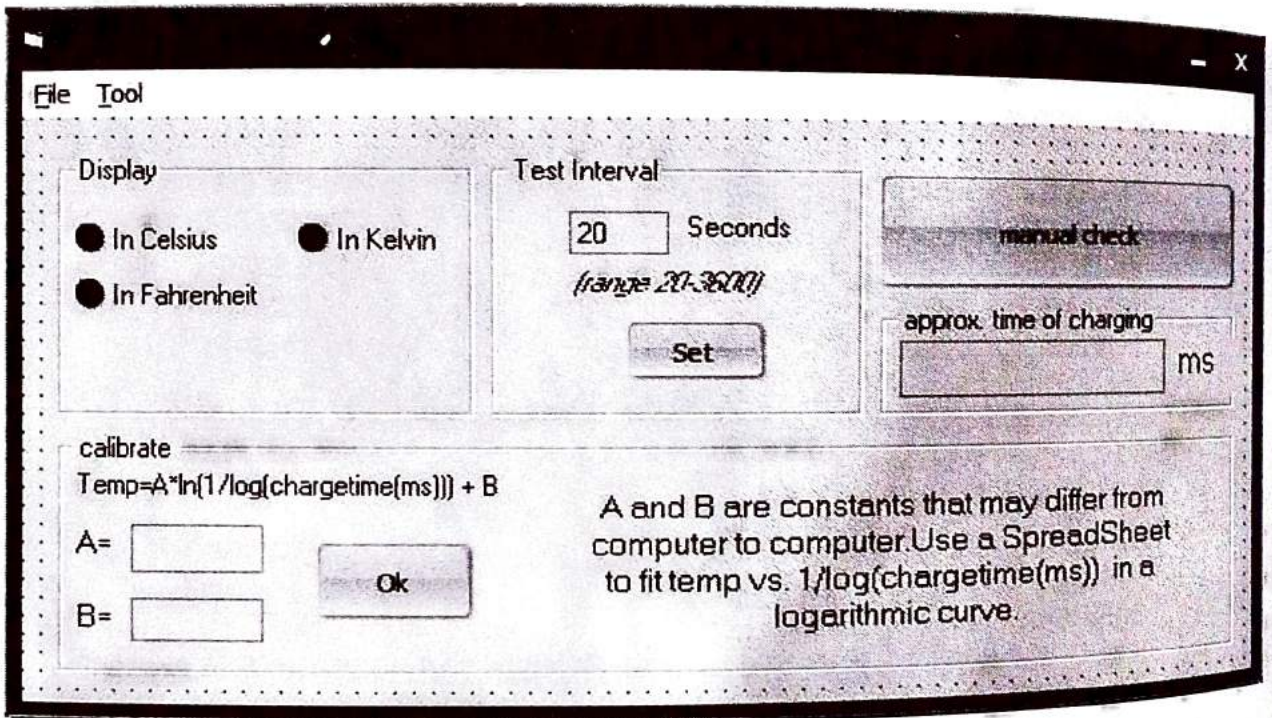 X
File Tool
Display
In Celsius
In Kelvin
In Fahrenheit
Test Interval
20 Seconds
(range 20-3600)
Set
manual check
approx. time of charging
ms
calibrate
Temp=A*ln(1/log(chargetime(ms))) + B
A=
B=
Ok
A and B are constants that may differ from
computer to computer.Use a SpreadSheet
to fit temp vs. 1/log(chargetime(ms)) in a
logarithmic curve.